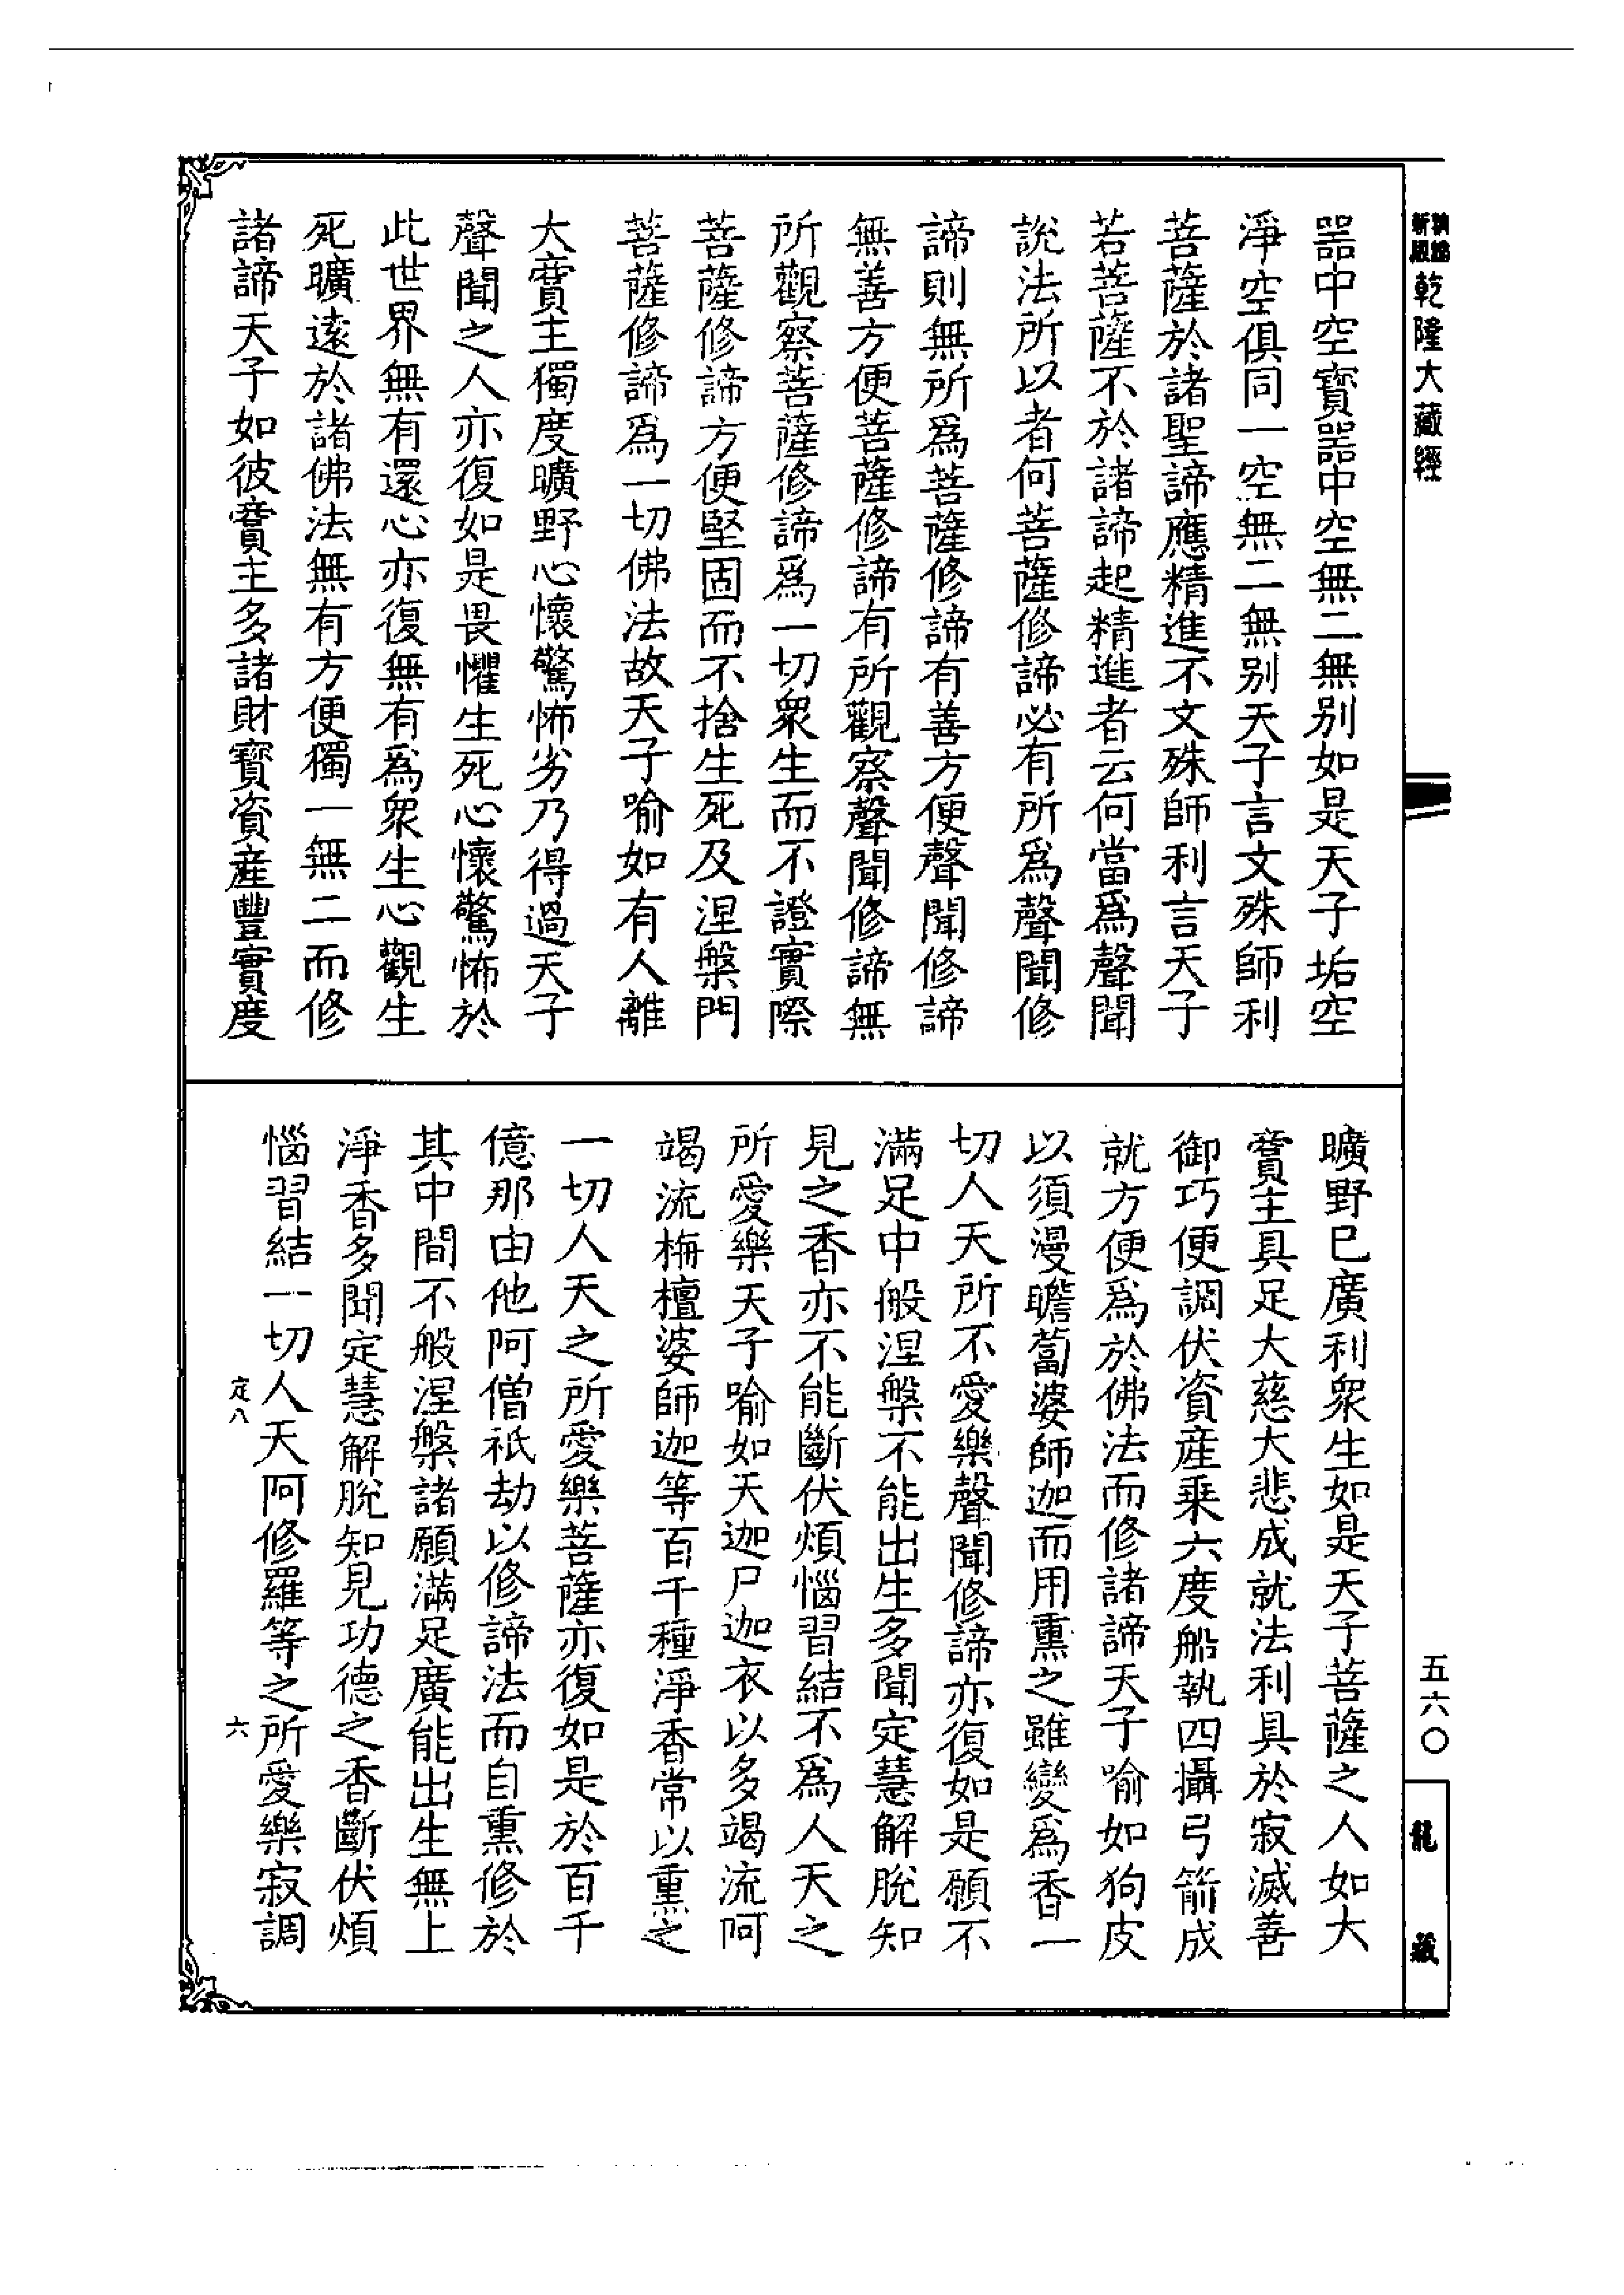 乾隆大藏經
器中空寶器中空無二無别如是天子垢空
淨空俱同一空無二無别天子言文殊師利
菩薩於諸聖諦應精進不文殊師利言天子
若菩薩不於諸諦起精進者云何當爲聲聞
說法所以者何菩薩修諦必有所爲聲聞修
諦則無所爲菩薩修諦有善方便聲聞修諦
無善方便菩薩修諦有所觀察聲聞修諦無
所觀察菩薩修諦爲一切衆生而不證實際
菩薩修諦方便堅固而不捨生死及涅槃門
菩薩修諦爲一切佛法故天子喻如有人離
大賔主獨度曠野心懷驚怖劣乃得過天子
聲聞之人亦復如是畏懼生死心懷驚怖於
此世界無有還心亦復無有爲衆生心觀生
死曠遠於諸佛法無有方便獨一無二而修
諸諦天子如彼賔主多諸財寶資産豐實度
曠野已廣利衆生如是天子菩薩之人如大
賔主具足大慈大悲成就法利具於寂滅善
御巧便調伏資産乘六度船執四攝弓箭成
就方便爲於佛法而修諸諦天子喻如狗皮
以須漫瞻蔔婆師迦而用熏之雖變爲香一
切人天所不愛樂聲聞修諦亦復如是願不
滿足中般涅槃不能出生多聞定慧解脫知
見之香亦不能斷伏煩惱習結不爲人天之
所愛樂天子喻如天迦尸迦衣以多竭流阿
竭流栴檀婆師迦等百千種淨香常以熏之
一切人天之所愛樂菩薩亦復如是於百千
億那由他阿僧祇劫以修諦法而自熏修於
其中間不般涅槃諸願滿足廣能出生無上
淨香多聞定慧解脫知見功德之香斷伏煩
惱習結一切人天阿修羅等之所愛樂寂調
定八
六
五六〇
龍藏